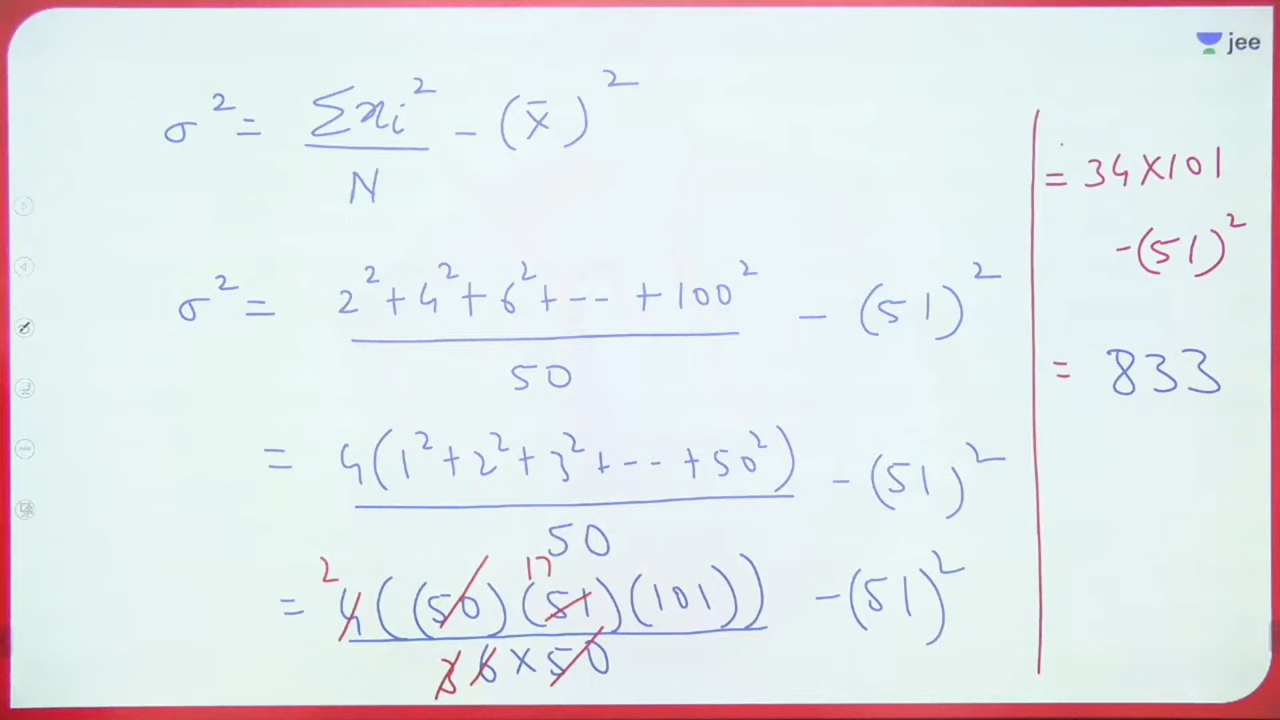 jee
σ² = Σxi² / N - (x̄)²
σ² = 2² + 4² + 6² + -- + 100² / 50 - (51)²
= 4(1² + 2² + 3² + -- + 50²) / 50 - (51)²
2 17
= 4((50)(51)(101)) / 3 6 × 50 - (51)²
= 34 × 101
- (51)²
= 833